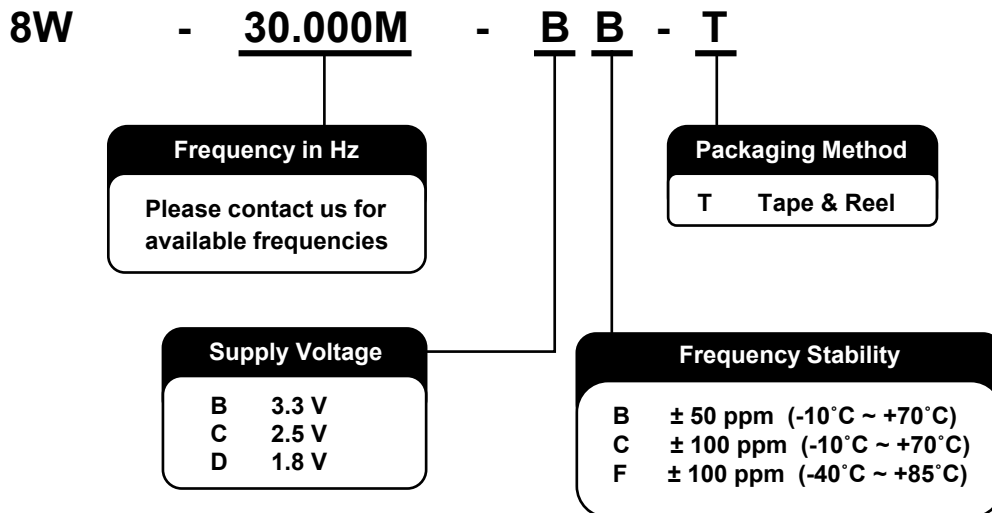 8W - 30.000M - B B - T
Frequency in Hz
Please contact us for
available frequencies
Packaging Method
T Tape & Reel
Supply Voltage
B 3.3 V
C 2.5 V
D 1.8 V
Frequency Stability
B ± 50 ppm (-10˚C ~ +70˚C)
C ± 100 ppm (-10˚C ~ +70˚C)
F ± 100 ppm (-40˚C ~ +85˚C)